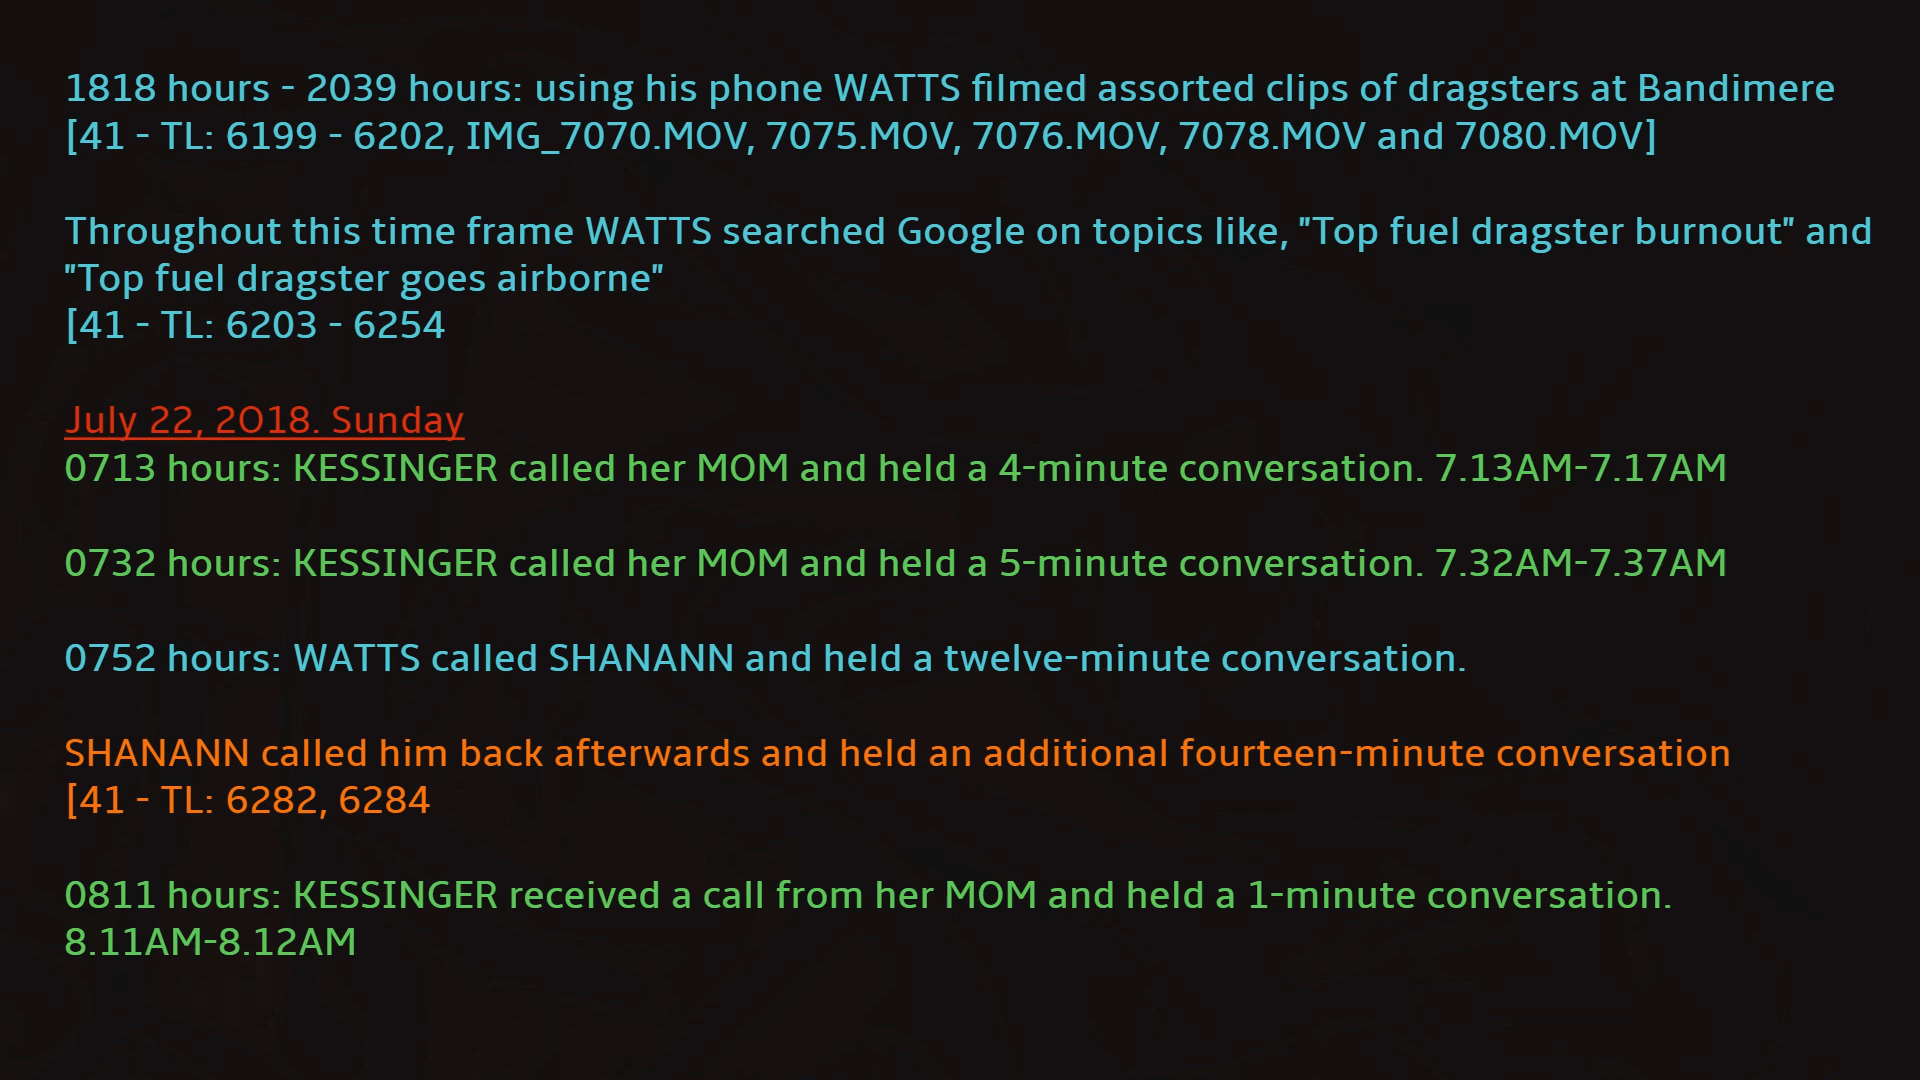 1818 hours - 2039 hours: using his phone WATTS filmed assorted clips of dragsters at Bandimere
[41 - TL: 6199 - 6202, IMG_7070.MOV, 7075.MOV, 7076.MOV, 7078.MOV and 7080.MOV]
Throughout this time frame WATTS searched Google on topics like, "Top fuel dragster burnout" and
"Top fuel dragster goes airborne"
[41 - TL: 6203 - 6254
July 22, 2018. Sunday
0713 hours: KESSINGER called her MOM and held a 4-minute conversation. 7.13AM-7.17AM
0732 hours: KESSINGER called her MOM and held a 5-minute conversation. 7.32AM-7.37AM
0752 hours: WATTS called SHANANN and held a twelve-minute conversation.
SHANANN called him back afterwards and held an additional fourteen-minute conversation
[41 - TL: 6282, 6284
0811 hours: KESSINGER received a call from her MOM and held a 1-minute conversation.
8.11AM-8.12AM